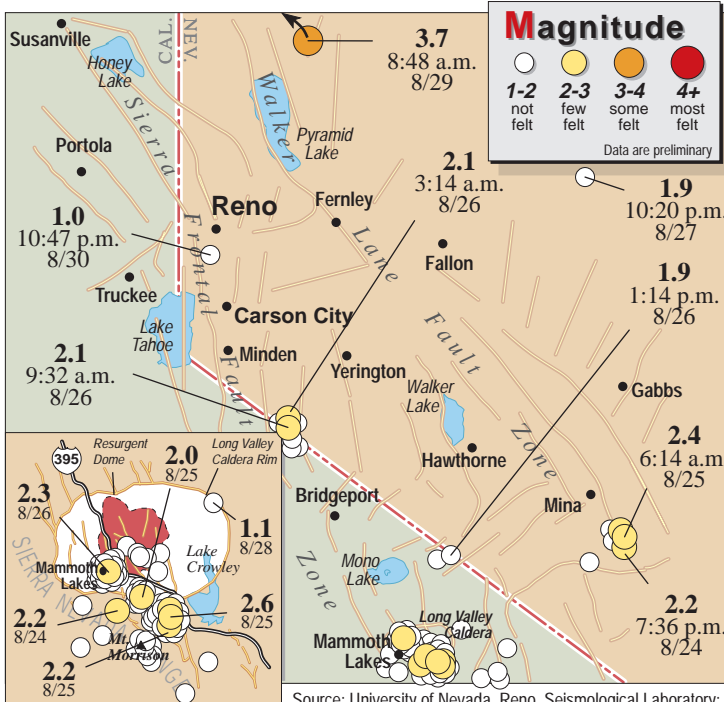 Magnitude
1-2
not
felt
2-3
few
felt
3-4
some
felt
4+
most
felt
Data are preliminary
Susanville
CAL.
NEV.
Honey
Lake
3.7
8:48 a.m.
8/29
Sierra
Frontal
Fault
Zone
Walker
Lane
Fault
Zone
Pyramid
Lake
Portola
2.1
3:14 a.m.
8/26
1.9
10:20 p.m.
8/27
Reno
Fernley
1.0
10:47 p.m.
8/30
Fallon
1.9
1:14 p.m.
8/26
Truckee
Carson City
Lake
Tahoe
2.1
9:32 a.m.
8/26
Minden
Yerington
Walker
Lake
Gabbs
Hawthorne
2.4
6:14 a.m
8/25
Mina
Bridgeport
Mono
Lake
2.2
7:36 p.m.
8/24
Long Valley
Caldera
Mammoth
Lakes
395
Resurgent
Dome
2.0
8/25
Long Valley
Caldera Rim
2.3
8/26
1.1
8/28
Lake
Crowley
Mammoth
Lakes
SIERRA NEVADA RANGE
2.2
8/24
2.6
8/25
Mt.
Morrison
2.2
8/25
Source: University of Nevada, Reno, Seismological Laboratory;